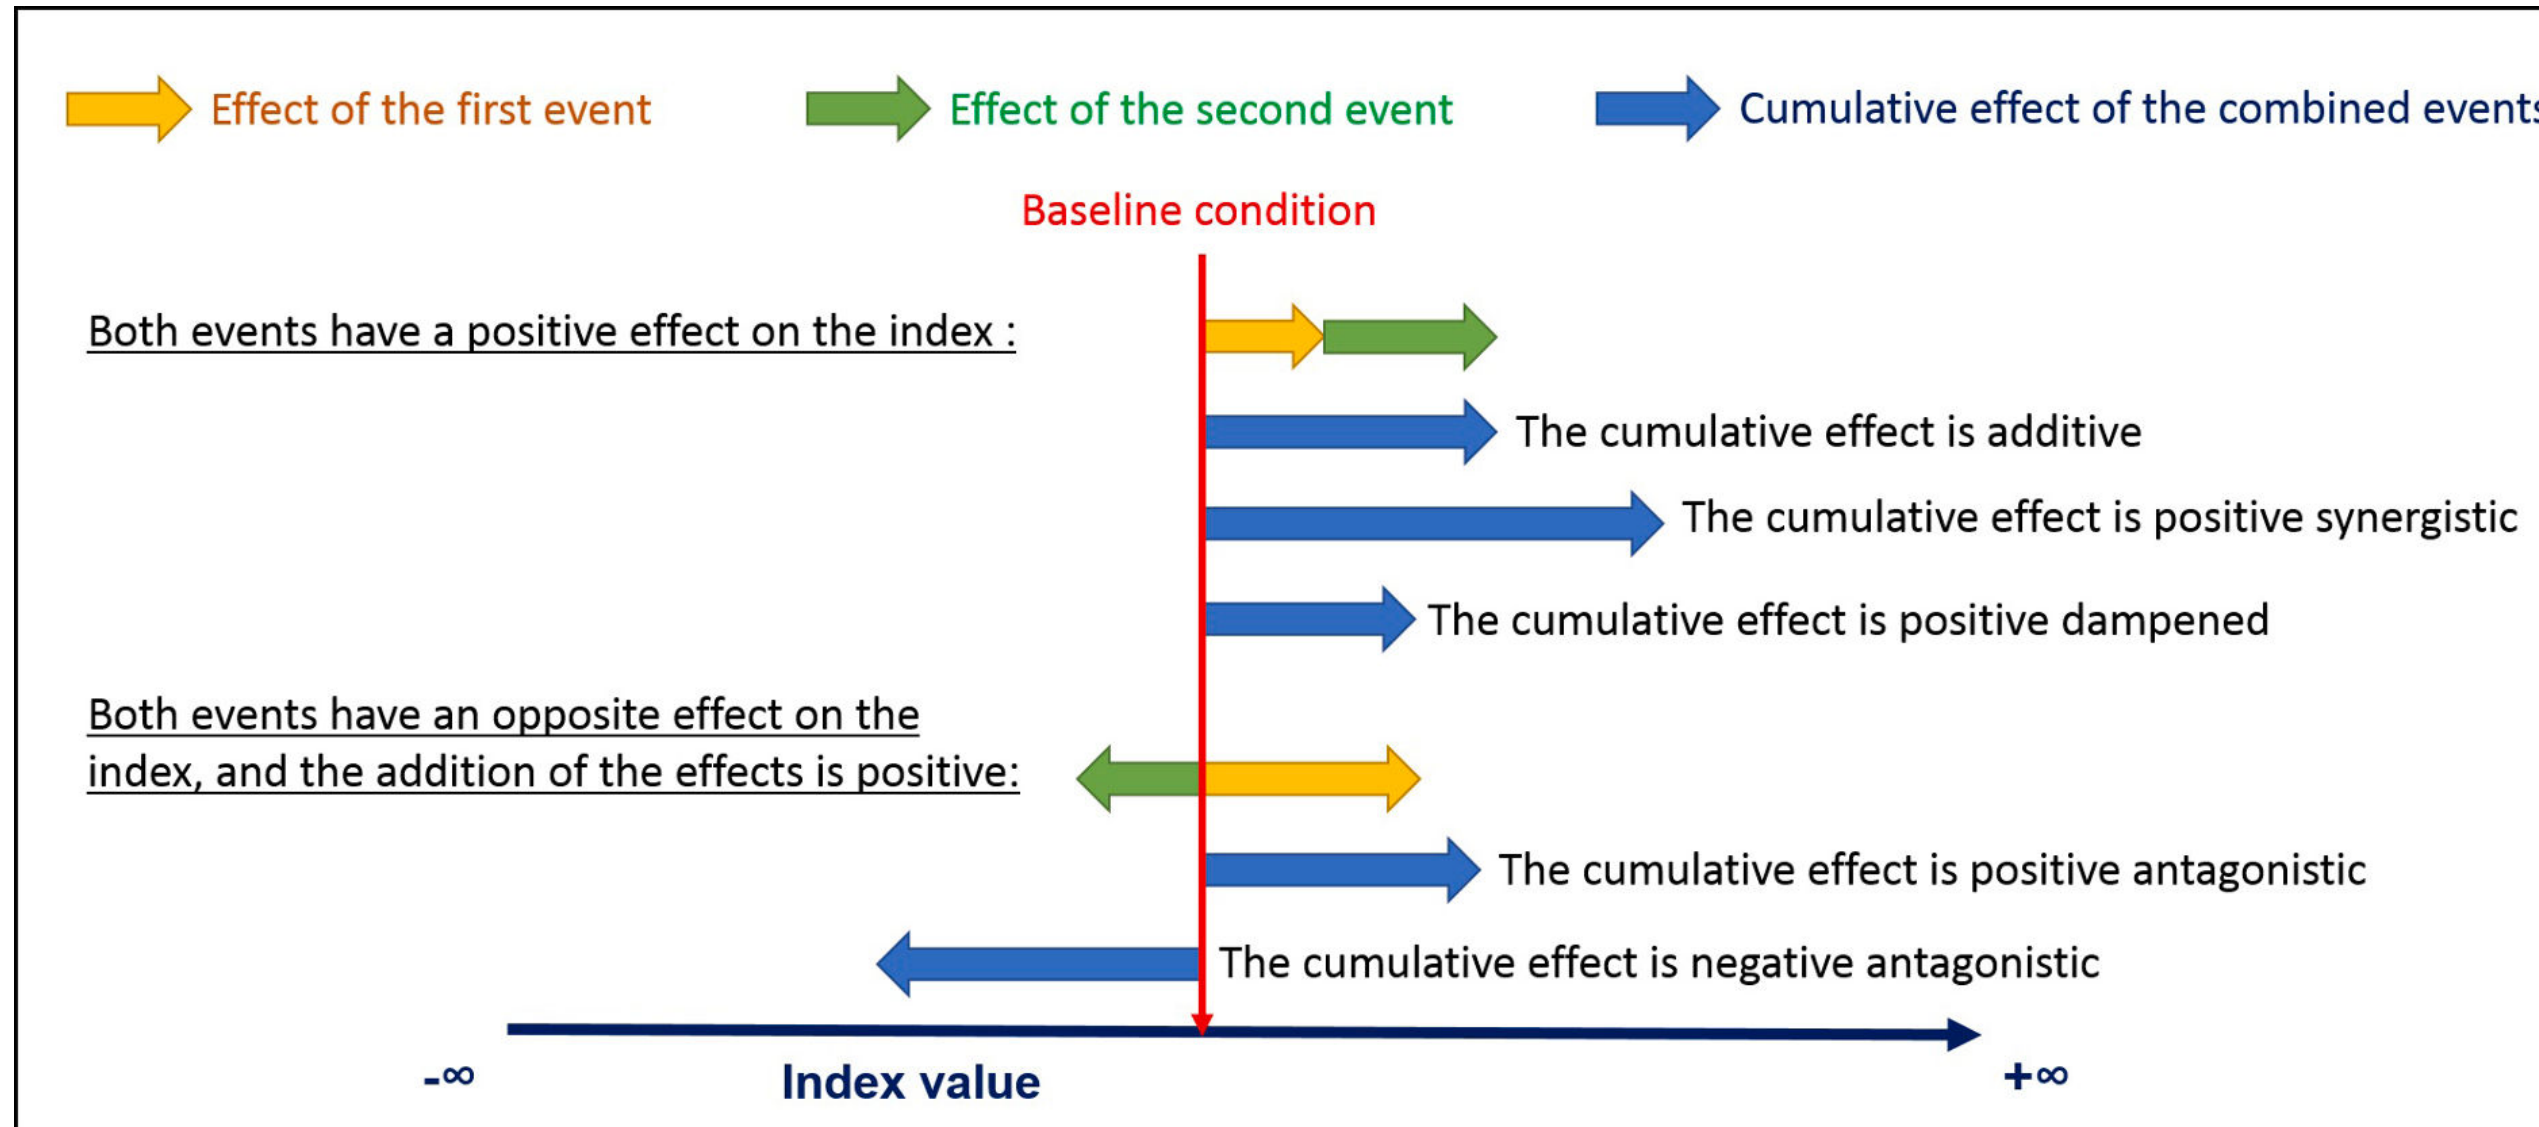 Effect of the first event
Effect of the second event
Cumulative effect of the combined events
Baseline condition
Both events have a positive effect on the index :
The cumulative effect is additive
The cumulative effect is positive synergistic
The cumulative effect is positive dampened
Both events have an opposite effect on the
index, and the addition of the effects is positive:
The cumulative effect is positive antagonistic
The cumulative effect is negative antagonistic
-∞
Index value
+∞